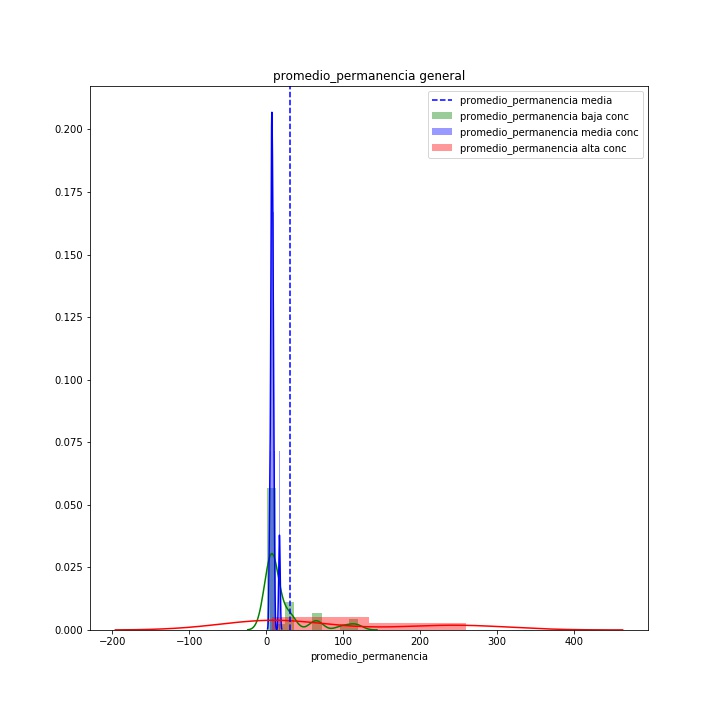 promedio_permanencia general
promedio_permanencia media
promedio_permanencia baja conc
promedio_permanencia media conc
promedio_permanencia alta conc
0.200
0.175
0.150
0.125
0.100
0.075
0.050
0.025
0.000
−200 −100 0 100 200 300 400
promedio_permanencia